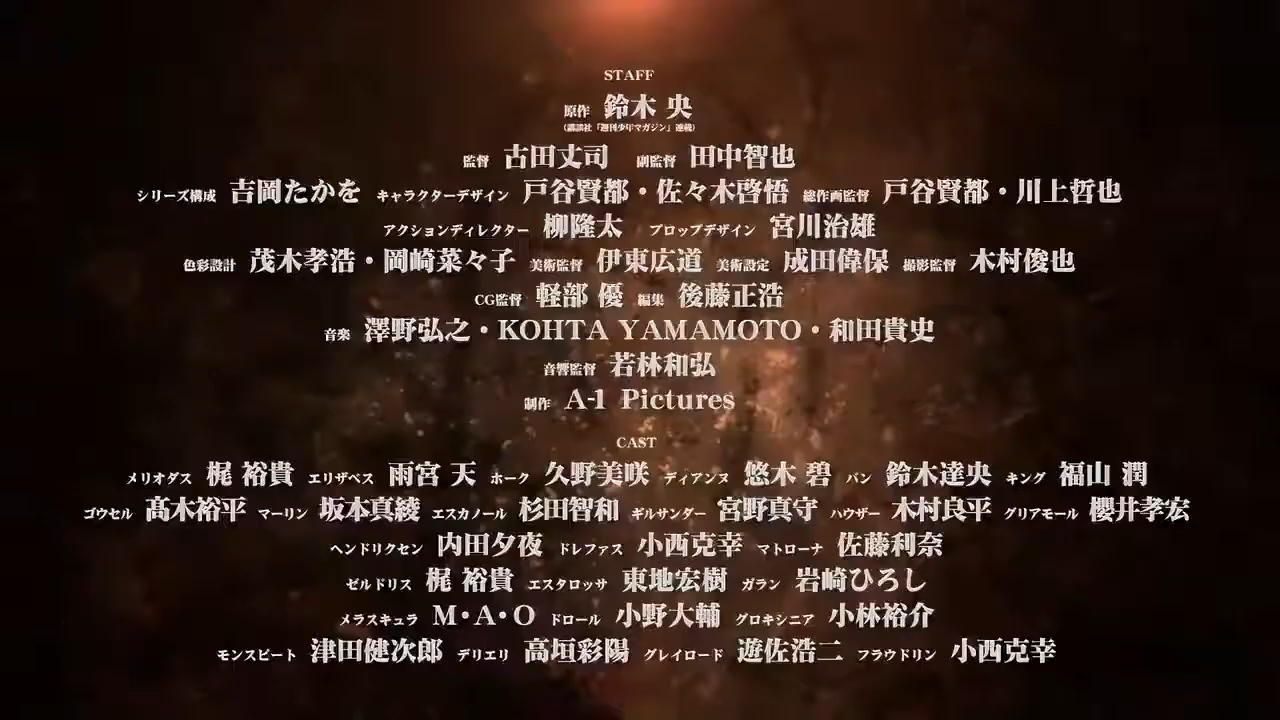 STAFF
原作 鈴木 央
(講談社「週刊少年マガジン」連載)
監督 古田丈司 副監督 田中智也
シリーズ構成 吉岡たかを キャラクターデザイン 戸谷賢都・佐々木啓悟 総作画監督 戸谷賢都・川上哲也
アクションディレクター 柳隆太 プロップデザイン 宮川治雄
色彩設計 茂木孝浩・岡崎菜々子 美術監督 伊東広道 美術設定 成田偉保 撮影監督 木村俊也
CG監督 軽部 優 編集 後藤正浩
音楽 澤野弘之・KOHTA YAMAMOTO・和田貴史
音響監督 若林和弘
制作 A-1 Pictures
CAST
メリオダス 梶 裕貴 エリザベス 雨宮 天 ホーク 久野美咲 ディアンヌ 悠木 碧 バン 鈴木達央 キング 福山 潤
ゴウセル 髙木裕平 マーリン 坂本真綾 エスカノール 杉田智和 ギルサンダー 宮野真守 ハウザー 木村良平 グリアモール 櫻井孝宏
ヘンドリクセン 内田夕夜 ドレファス 小西克幸 マトローナ 佐藤利奈
ゼルドリス 梶 裕貴 エスタロッサ 東地宏樹 ガラン 岩崎ひろし
メラスキュラ M・A・O ドロール 小野大輔 グロキシニア 小林裕介
モンスピート 津田健次郎 デリエリ 高垣彩陽 グレイロード 遊佐浩二 フラウドリン 小西克幸